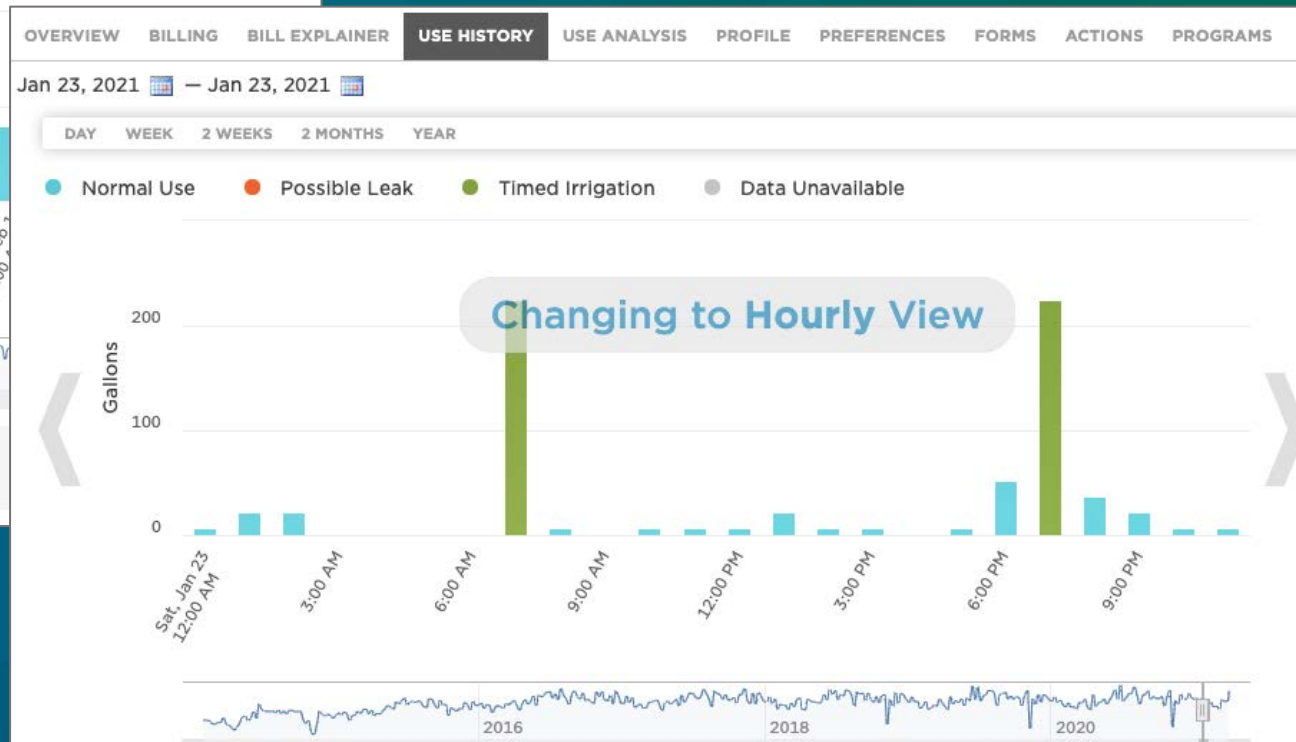 OVERVIEW BILLING BILL EXPLAINER USE HISTORY USE ANALYSIS PROFILE PREFERENCES FORMS ACTIONS PROGRAMS
Jan 23, 2021 — Jan 23, 2021
DAY WEEK 2 WEEKS 2 MONTHS YEAR
Normal Use Possible Leak Timed Irrigation Data Unavailable
Changing to Hourly View
Gallons
200
100
0
Sat, Jan 23
12:00 AM
3:00 AM
6:00 AM
9:00 AM
12:00 PM
3:00 PM
6:00 PM
9:00 PM
2016 2018 2020